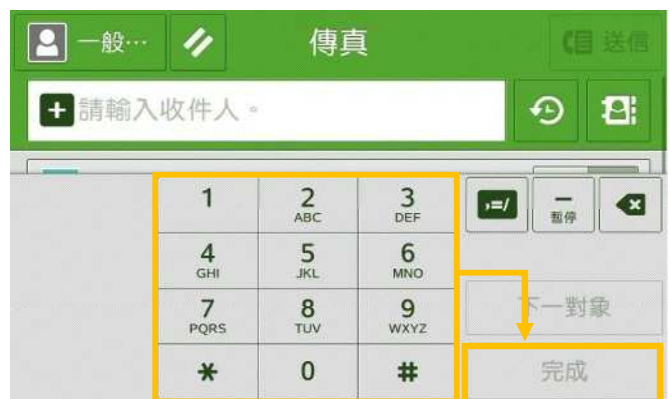 一般… 傳真 送信
請輸入收件人。
1 2 3 ,=/ 暫停
ABC DEF
4 5 6
GHI JKL MNO
7 8 9 下一對象
PQRS TUV WXYZ
* 0 # 完成